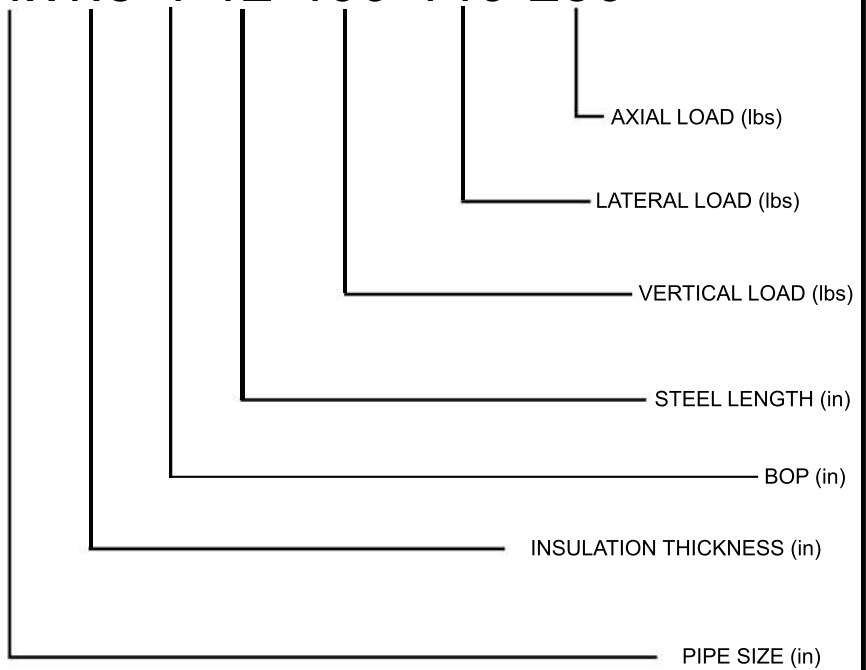 AXIAL LOAD (lbs)
LATERAL LOAD (lbs)
VERTICAL LOAD (lbs)
STEEL LENGTH (in)
BOP (in)
INSULATION THICKNESS (in)
PIPE SIZE (in)